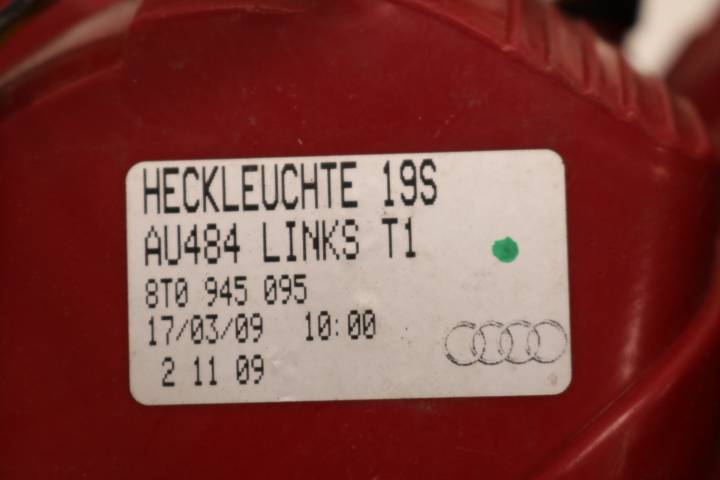 HECKLEUCHTE 19S
AU484 LINKS T1
8T0 945 095
17/03/09 10:00
2 11 09